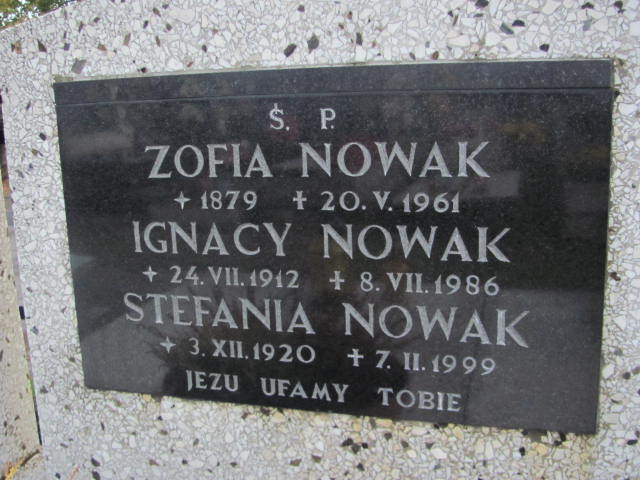 Ś. P.
ZOFIA NOWAK
✦ 1879 ✝ 20.V.1961
IGNACY NOWAK
✦ 24.VII.1912 ✝ 8.VII.1986
STEFANIA NOWAK
✦ 3.XII.1920 ✝ 7.II.1999
JEZU UFAMY TOBIE